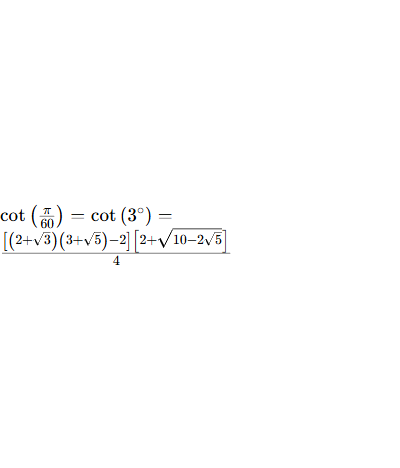 cot (π/60) = cot (3°) =
[(2+√3)(3+√5)−2][2+√(10−2√5)]
4